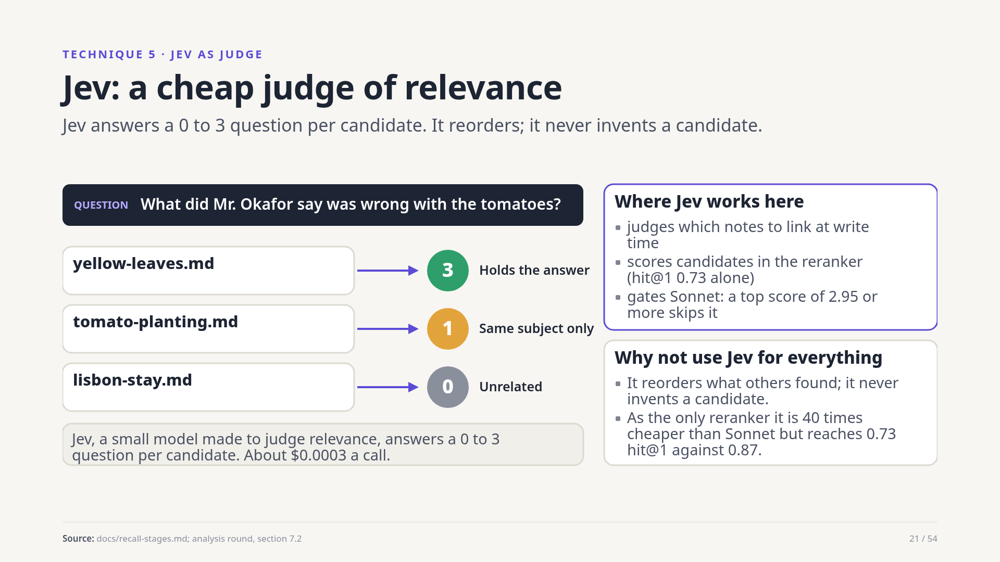 TECHNIQUE 5 · JEV AS JUDGE
Jev: a cheap judge of relevance
Jev answers a 0 to 3 question per candidate. It reorders; it never invents a candidate.
QUESTION What did Mr. Okafor say was wrong with the tomatoes?
yellow-leaves.md
3
Holds the answer
tomato-planting.md
1
Same subject only
lisbon-stay.md
0
Unrelated
Jev, a small model made to judge relevance, answers a 0 to 3
question per candidate. About $0.0003 a call.
Where Jev works here
judges which notes to link at write
time
scores candidates in the reranker
(hit@1 0.73 alone)
gates Sonnet: a top score of 2.95 or
more skips it
Why not use Jev for everything
It reorders what others found; it never
invents a candidate.
As the only reranker it is 40 times
cheaper than Sonnet but reaches 0.73
hit@1 against 0.87.
Source: docs/recall-stages.md; analysis round, section 7.2
21 / 54